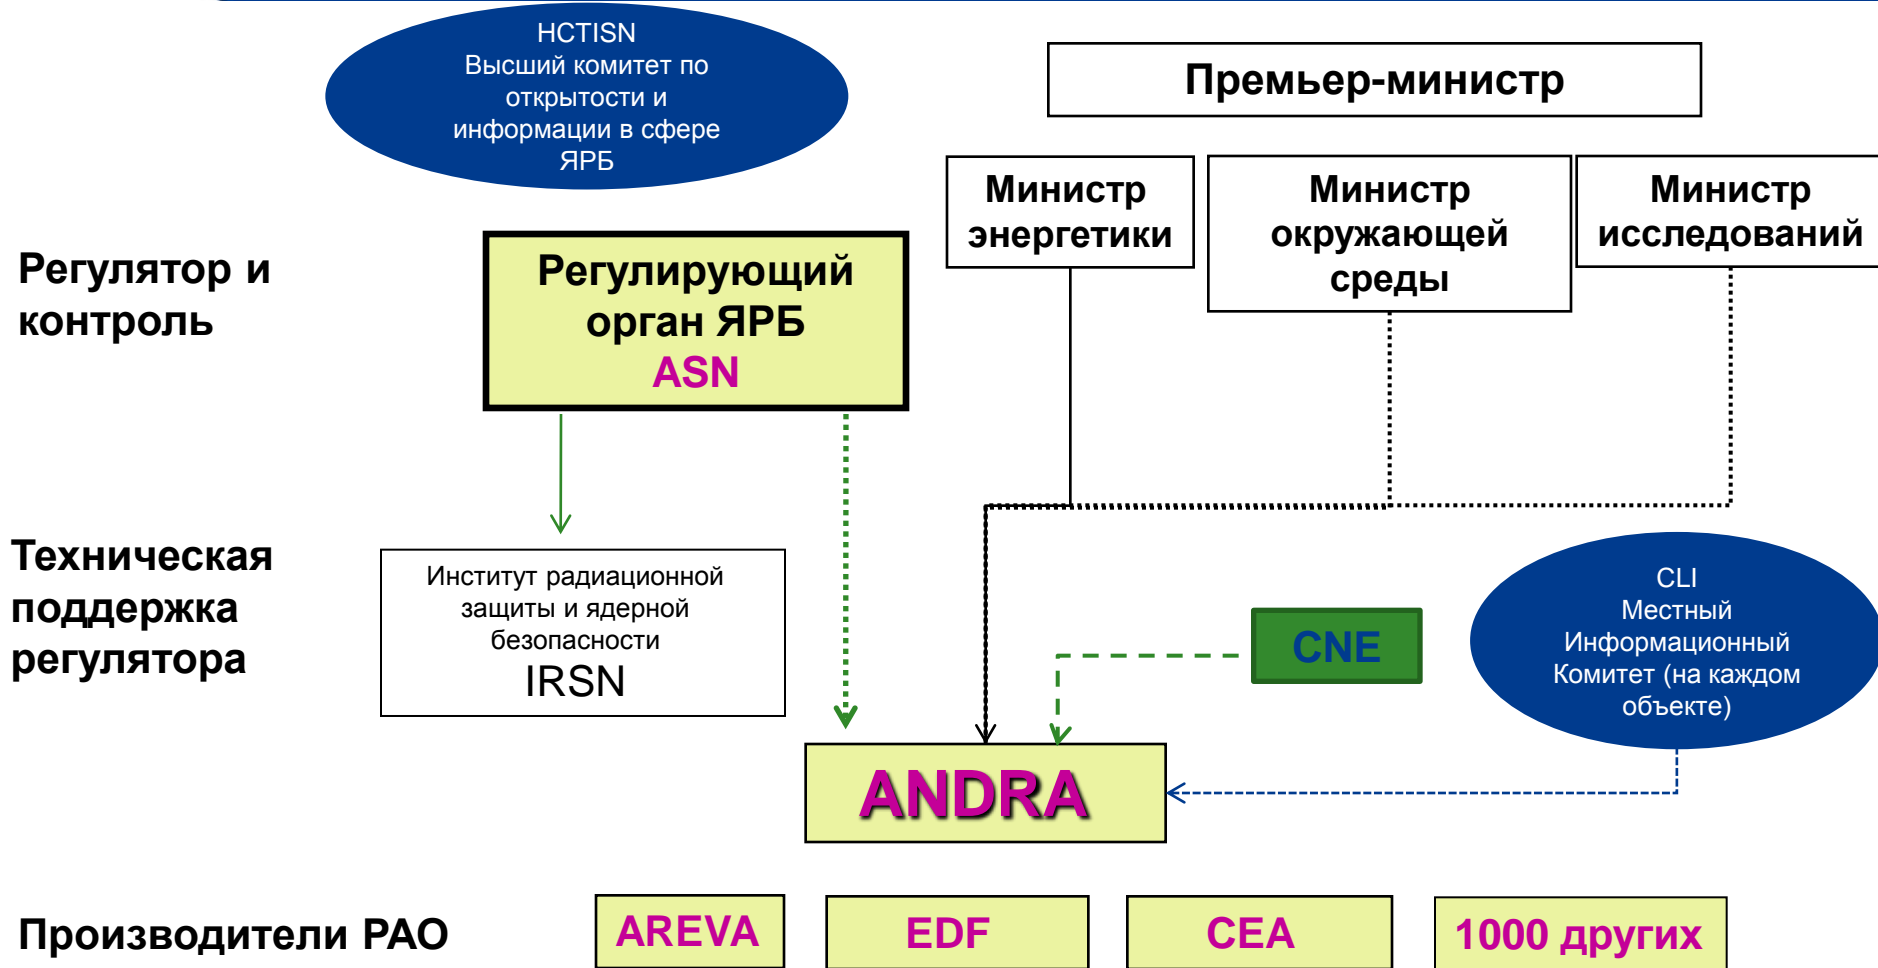 HCTISN
Высший комитет по
открытости и
информации в сфере
ЯРБ
Премьер-министр
Министр
энергетики
Министр
окружающей
среды
Министр
исследований
Регулятор и
контроль
Регулирующий
орган ЯРБ
ASN
Техническая
поддержка
регулятора
Институт радиационной
защиты и ядерной
безопасности
IRSN
CNE
CLI
Местный
Информационный
Комитет (на каждом
объекте)
ANDRA
Производители РАО
AREVA
EDF
CEA
1000 других